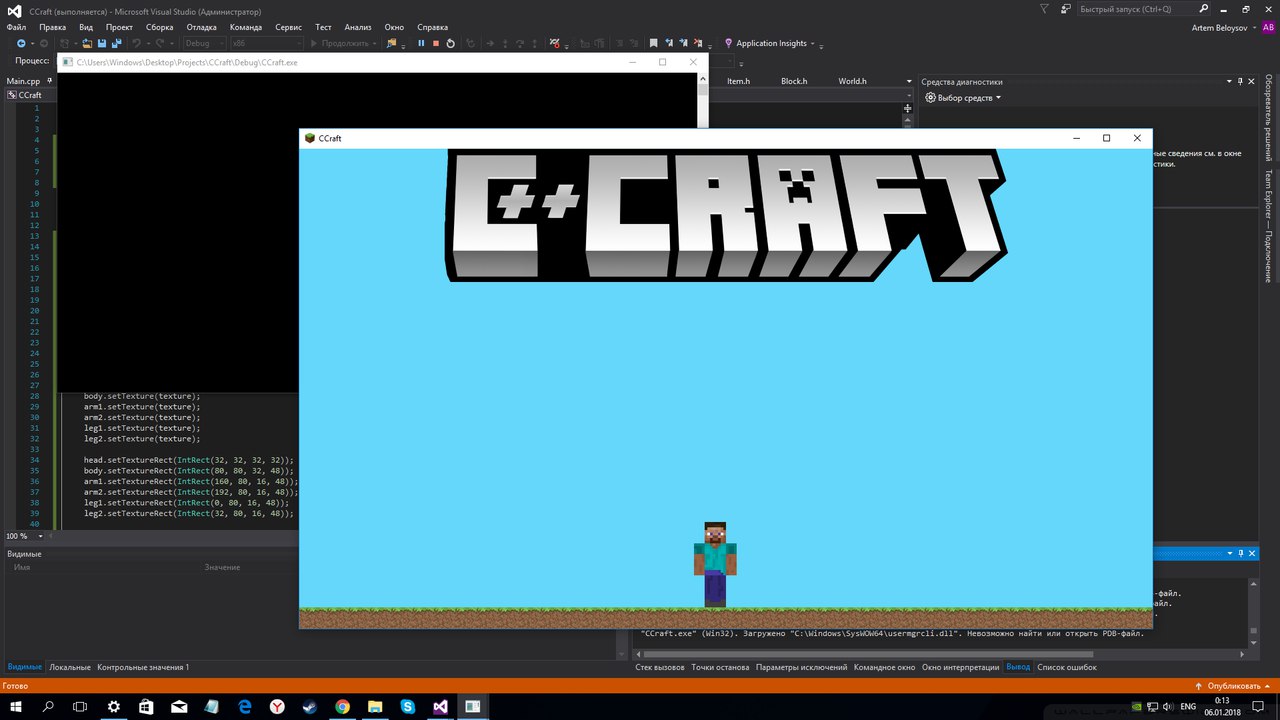 CCraft (выполняется) - Microsoft Visual Studio (Администратор)
Быстрый запуск (Ctrl+Q)
Файл Правка Вид Проект Сборка Отладка Команда Сервис Тест Анализ Окно Справка
Artem Beloysov AB
Debug x86 Продолжить Application Insights
Процесс:
C:\Users\Windows\Desktop\Projects\CCraft\Debug\CCraft.exe
Main.cpp Item.h Block.h World.h
Средства диагностики
CCraft
Выбор средств
CCraft
ные сведения см. в окне
стики.
C++CRAFT
Обозреватель решений Team Explorer — Подключение
1
2
3
4
5
6
7
8
9
10
11
12
13
14
15
16
17
18
19
20
21
22
23
24
25
26
27
28 body.setTexture(texture);
29 arm1.setTexture(texture);
30 arm2.setTexture(texture);
31 leg1.setTexture(texture);
32 leg2.setTexture(texture);
33
34 head.setTextureRect(IntRect(32, 32, 32, 32));
35 body.setTextureRect(IntRect(80, 80, 32, 48));
36 arm1.setTextureRect(IntRect(160, 80, 16, 48));
37 arm2.setTextureRect(IntRect(192, 80, 16, 48));
38 leg1.setTextureRect(IntRect(0, 80, 16, 48));
39 leg2.setTextureRect(IntRect(32, 80, 16, 48));
40
100 %
Видимые
Имя Значение
-файл.
файл.
"CCraft.exe" (Win32). Загружено "C:\Windows\SysWOW64\usermgrcli.dll". Невозможно найти или открыть PDB-файл.
Видимые Локальные Контрольные значения 1
Стек вызовов Точки останова Параметры исключений Командное окно Окно интерпретации Вывод Список ошибок
Готово
Опубликовать
ENG
0:13
06.01.2018